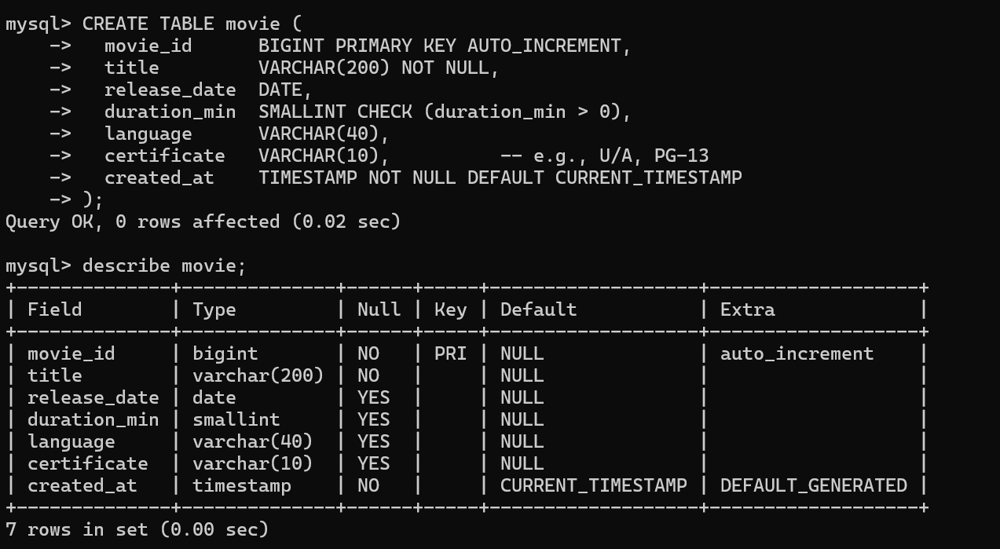 mysql> CREATE TABLE movie (
    ->   movie_id      BIGINT PRIMARY KEY AUTO_INCREMENT,
    ->   title         VARCHAR(200) NOT NULL,
    ->   release_date  DATE,
    ->   duration_min  SMALLINT CHECK (duration_min > 0),
    ->   language      VARCHAR(40),
    ->   certificate   VARCHAR(10),          -- e.g., U/A, PG-13
    ->   created_at    TIMESTAMP NOT NULL DEFAULT CURRENT_TIMESTAMP
    -> );
Query OK, 0 rows affected (0.02 sec)

mysql> describe movie;
+--------------+--------------+------+-----+-------------------+-------------------+
| Field        | Type         | Null | Key | Default           | Extra             |
+--------------+--------------+------+-----+-------------------+-------------------+
| movie_id     | bigint       | NO   | PRI | NULL              | auto_increment    |
| title        | varchar(200) | NO   |     | NULL              |                   |
| release_date | date         | YES  |     | NULL              |                   |
| duration_min | smallint     | YES  |     | NULL              |                   |
| language     | varchar(40)  | YES  |     | NULL              |                   |
| certificate  | varchar(10)  | YES  |     | NULL              |                   |
| created_at   | timestamp    | NO   |     | CURRENT_TIMESTAMP | DEFAULT_GENERATED |
+--------------+--------------+------+-----+-------------------+-------------------+
7 rows in set (0.00 sec)